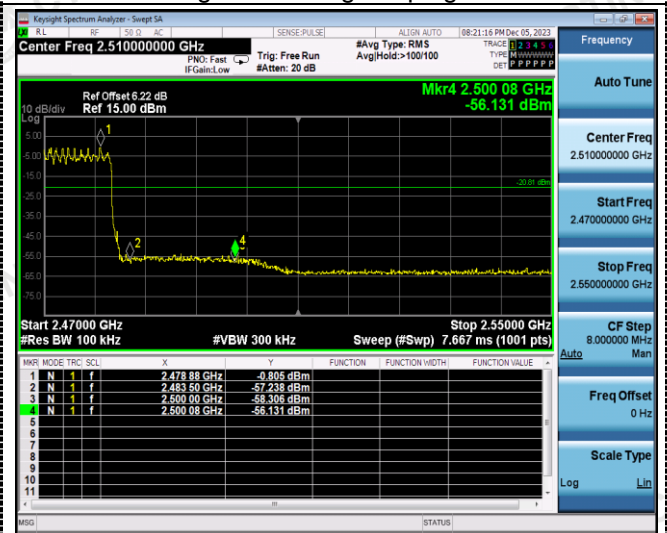 Keysight Spectrum Analyzer - Swept SA
RL RF 50 Ω AC SENSE:PULSE ALIGN AUTO 08:21:16 PM Dec 05, 2023
Center Freq 2.510000000 GHz
PNO: Fast
IFGain:Low
Trig: Free Run
#Atten: 20 dB
#Avg Type: RMS
Avg|Hold:>100/100
TRACE 1 2 3 4 5 6
TYPE M WWWWW
DET P P P P P P
Mkr4 2.500 08 GHz
-56.131 dBm
Ref Offset 6.22 dB
10 dB/div Ref 15.00 dBm
Log
5.00
-5.00
-15.0
-25.0
-35.0
-45.0
-55.0
-65.0
-75.0
1
2
4
-20.81 dBm
Start 2.47000 GHz
Stop 2.55000 GHz
#Res BW 100 kHz #VBW 300 kHz Sweep (#Swp) 7.667 ms (1001 pts)
MKR MODE TRC SCL X Y FUNCTION FUNCTION WIDTH FUNCTION VALUE
1 N 1 f 2.478 88 GHz -0.805 dBm
2 N 1 f 2.483 50 GHz -57.238 dBm
3 N 1 f 2.500 00 GHz -58.306 dBm
4 N 1 f 2.500 08 GHz -56.131 dBm
5
6
7
8
9
10
11
MSG STATUS
Frequency
Auto Tune
Center Freq
2.510000000 GHz
Start Freq
2.470000000 GHz
Stop Freq
2.550000000 GHz
CF Step
8.000000 MHz
Auto Man
Freq Offset
0 Hz
Scale Type
Log Lin